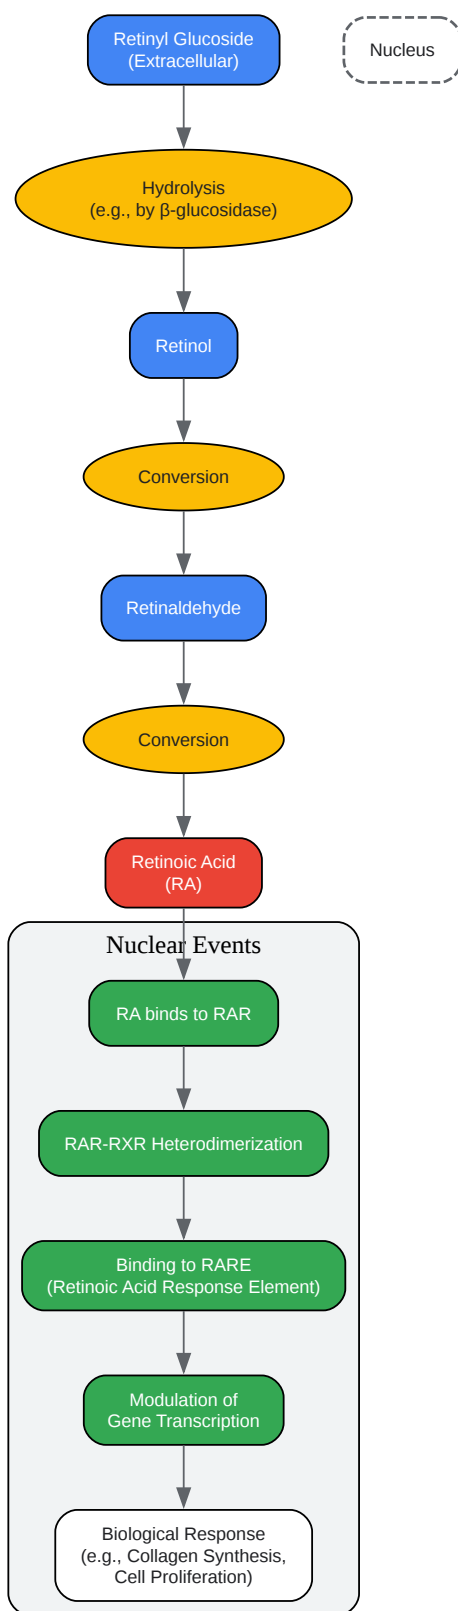 Retinyl Glucoside
(Extracellular)
Nucleus
Hydrolysis
(e.g., by β-glucosidase)
Retinol
Conversion
Retinaldehyde
Conversion
Retinoic Acid
(RA)
Nuclear Events
RA binds to RAR
RAR-RXR Heterodimerization
Binding to RARE
(Retinoic Acid Response Element)
Modulation of
Gene Transcription
Biological Response
(e.g., Collagen Synthesis,
Cell Proliferation)